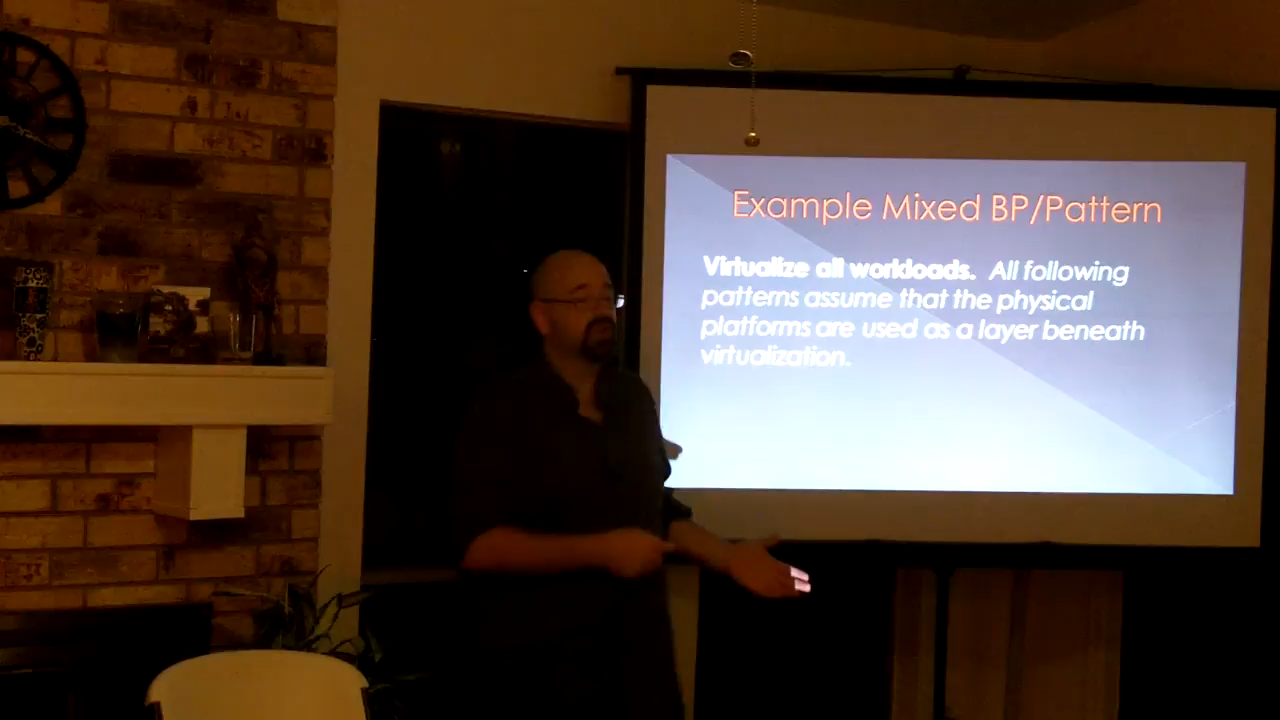 Example Mixed BP/Pattern
Virtualize all workloads. All following
patterns assume that the physical
platforms are used as a layer beneath
virtualization.